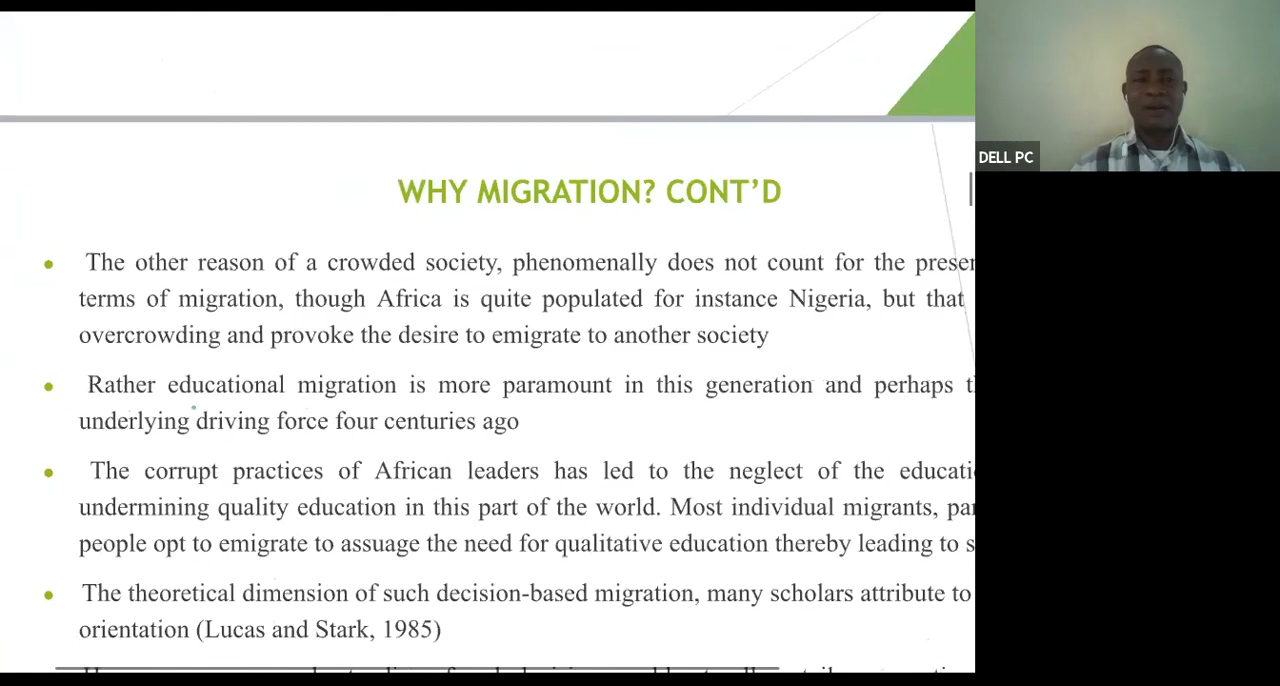 WHY MIGRATION? CONT'D
The other reason of a crowded society, phenomenally does not count for the
terms of migration, though Africa is quite populated for instance Nigeria, but that
overcrowding and provoke the desire to emigrate to another society
Rather educational migration is more paramount in this generation and perhaps
underlying driving force four centuries ago
The corrupt practices of African leaders has led to the neglect of the
undermining quality education in this part of the world. Most individual migrants,
people opt to emigrate to assuage the need for qualitative education thereby leading to
The theoretical dimension of such decision-based migration, many scholars attribute to
orientation (Lucas and Stark, 1985)
DELL PC